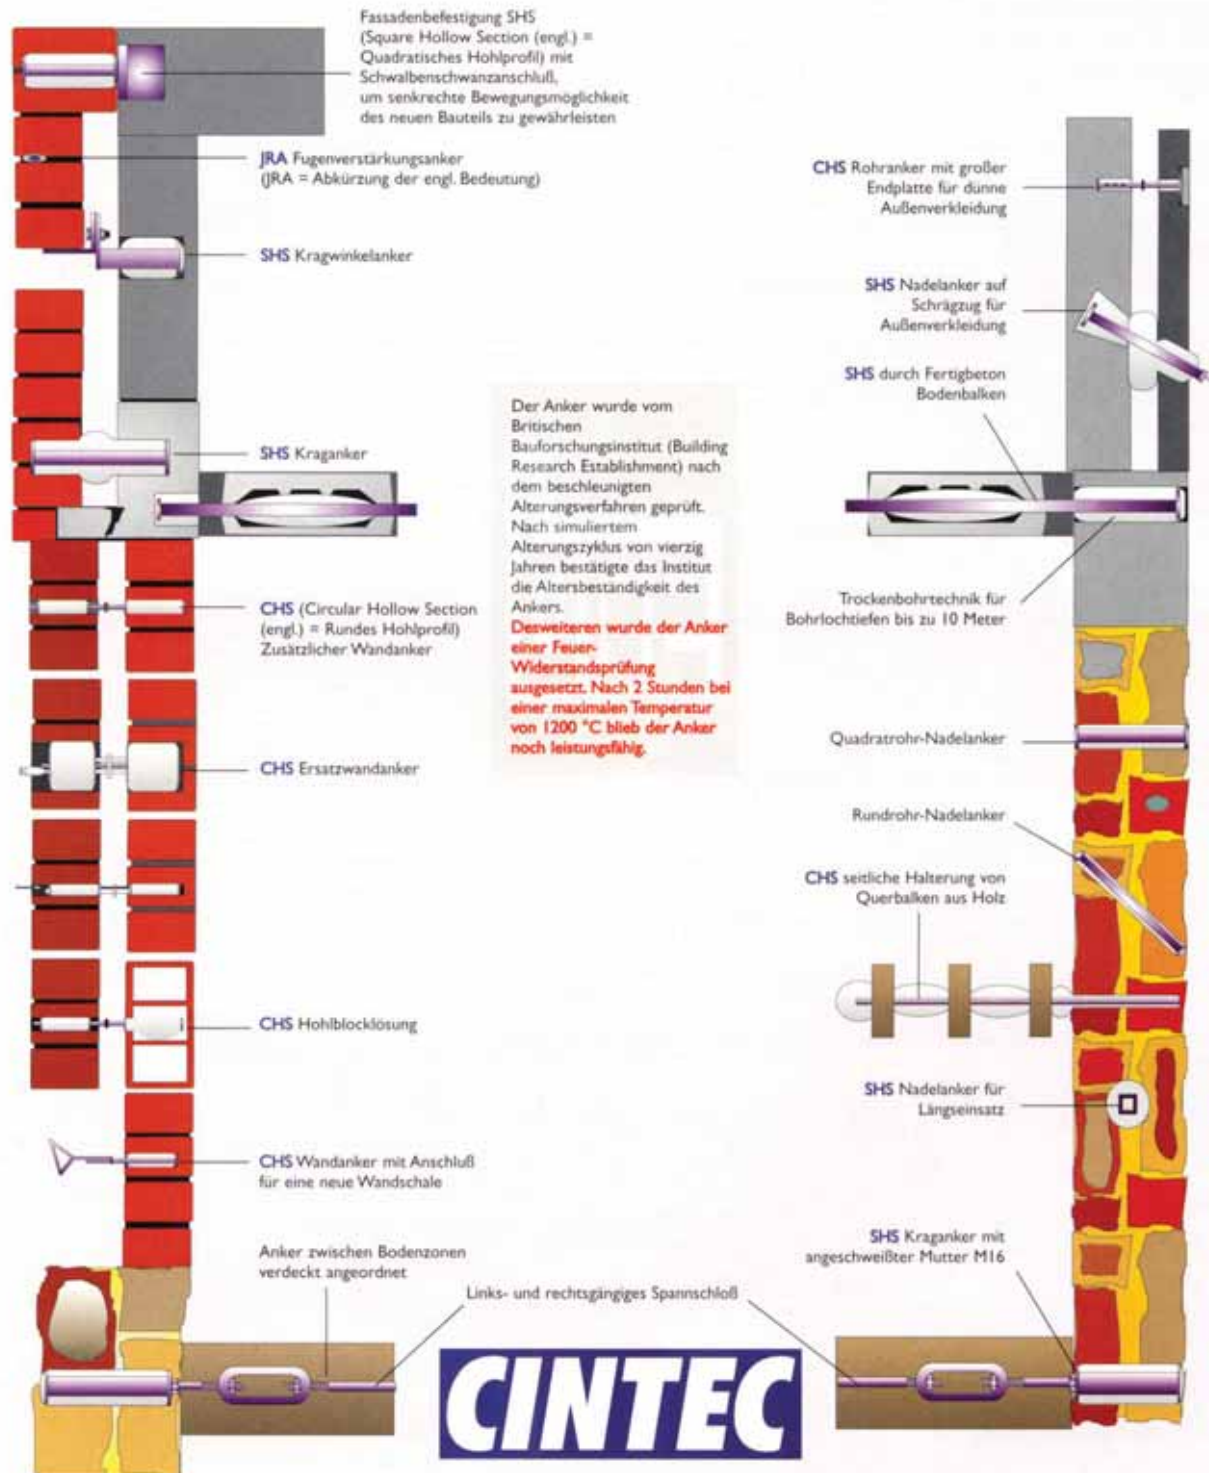 Fassadenbefestigung SHS
(Square Hollow Section (engl.) =
Quadratisches Hohlprofil) mit
Schwalbenschwanzanschluß,
um senkrechte Bewegungsmöglichkeit
des neuen Bauteils zu gewährleisten
JRA Fugenverstärkungsanker
(JRA = Abkürzung der engl. Bedeutung)
SHS Kragwinkelanker
SHS Kraganker
CHS (Circular Hollow Section
(engl.) = Rundes Hohlprofil)
Zusätzlicher Wandanker
CHS Ersatzwandanker
CHS Hohlblocklösung
CHS Wandanker mit Anschluß
für eine neue Wandschale
Anker zwischen Bodenzonen
verdeckt angeordnet
Links- und rechtsgängiges Spannschloß
Der Anker wurde vom
Britischen
Bauforschungsinstitut (Building
Research Establishment) nach
dem beschleunigten
Alterungsverfahren geprüft.
Nach simuliertem
Alterungszyklus von vierzig
Jahren bestätigte das Institut
die Altersbeständigkeit des
Ankers.
Desweiteren wurde der Anker
einer Feuer-
Widerstandsprüfung
ausgesetzt. Nach 2 Stunden bei
einer maximalen Temperatur
von 1200 °C blieb der Anker
noch leistungsfähig.
CHS Rohranker mit großer
Endplatte für dünne
Außenverkleidung
SHS Nadelanker auf
Schrägzug für
Außenverkleidung
SHS durch Fertigbeton
Bodenbalken
Trockenbohrtechnik für
Bohrlochtiefen bis zu 10 Meter
Quadratrohr-Nadelanker
Rundrohr-Nadelanker
CHS seitliche Halterung von
Querbalken aus Holz
SHS Nadelanker für
Längseinsatz
SHS Kraganker mit
angeschweißter Mutter M16
CINTEC